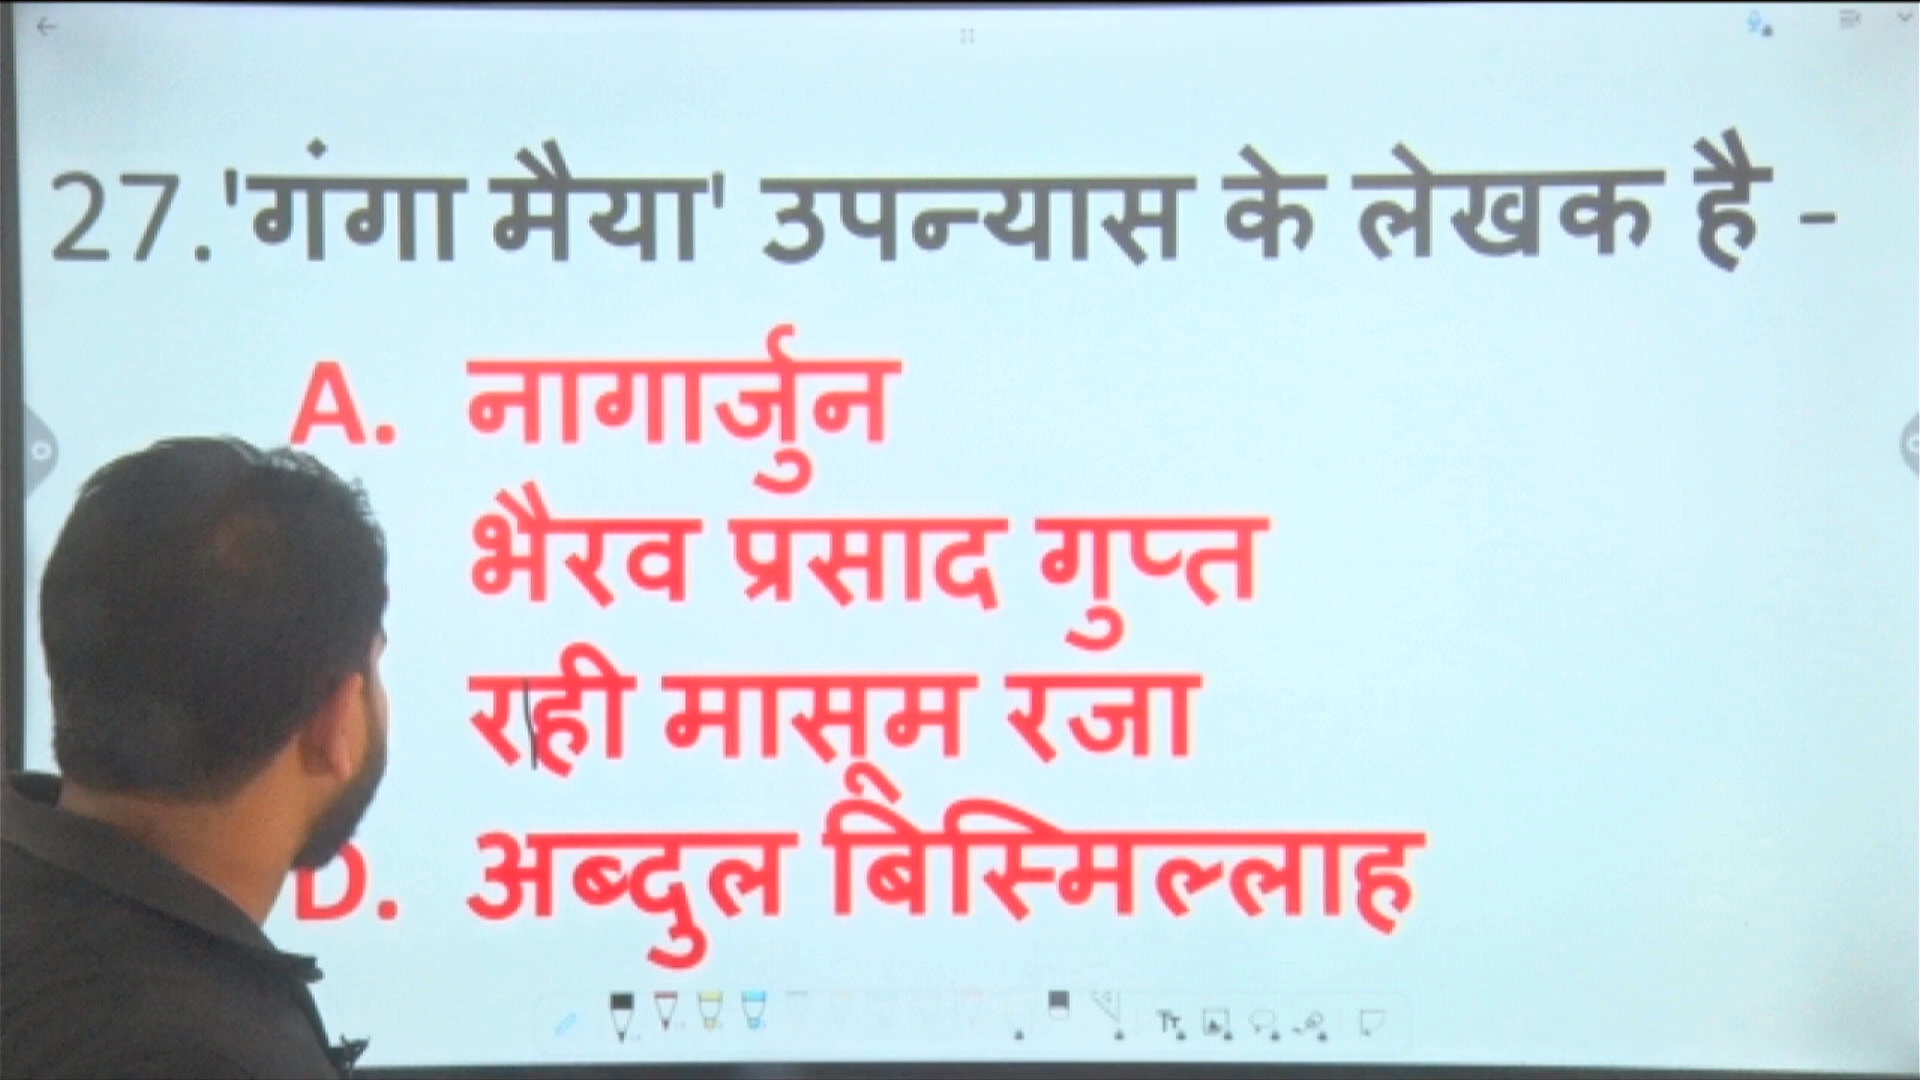 27. 'गंगा मैया' उपन्यास के लेखक है -
A. नागार्जुन
भैरव प्रसाद गुप्त
रही मासूम रजा
D. अब्दुल बिस्मिल्लाह